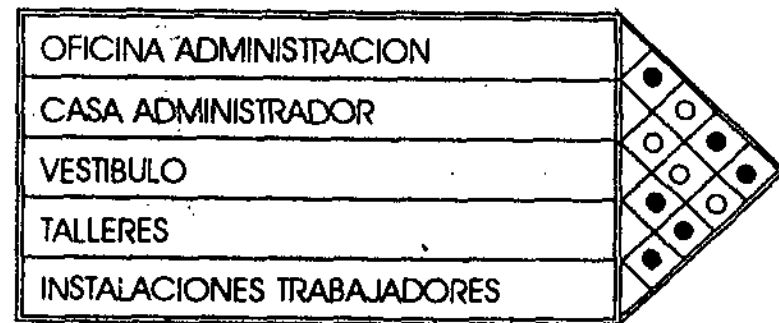 OFICINA ADMINISTRACION
CASA ADMINISTRADOR
VESTIBULO
TALLERES
INSTALACIONES TRABAJADORES